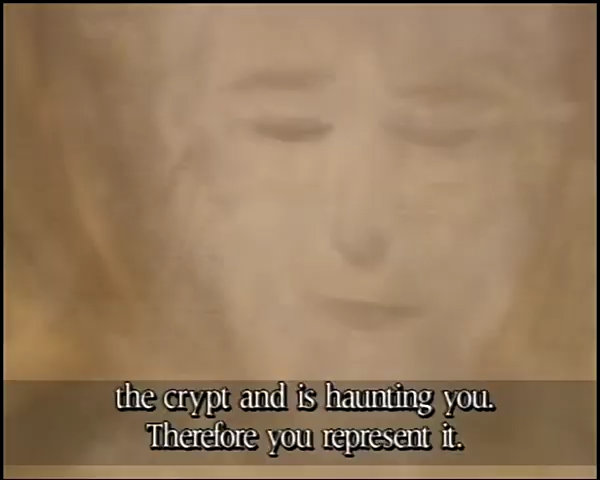 the crypt and is haunting you.
Therefore you represent it.